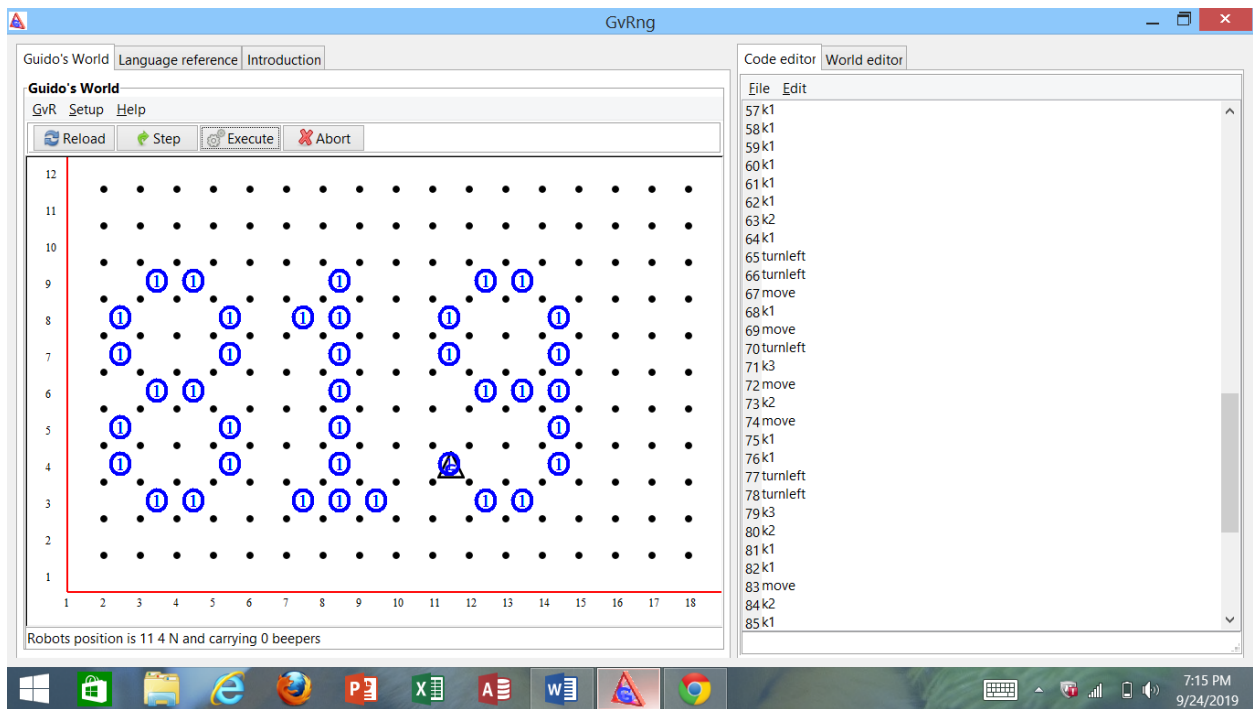 GvRng
Guido's World Language reference Introduction
Guido's World
GvR Setup Help
Reload Step Execute Abort
12
11
10
9 1 1 1 1 1
8 1 1 1 1 1 1
7 1 1 1 1 1
6 1 1 1 1 1 1
5 1 1 1 1
4 1 1 1 1
3 1 1 1 1 1 1 1
2
1
1 2 3 4 5 6 7 8 9 10 11 12 13 14 15 16 17 18
Robots position is 11 4 N and carrying 0 beepers
Code editor World editor
File Edit
57 k1
58 k1
59 k1
60 k1
61 k1
62 k1
63 k2
64 k1
65 turnleft
66 turnleft
67 move
68 k1
69 move
70 turnleft
71 k3
72 move
73 k2
74 move
75 k1
76 k1
77 turnleft
78 turnleft
79 k3
80 k2
81 k1
82 k1
83 move
84 k2
85 k1
7:15 PM
9/24/2019